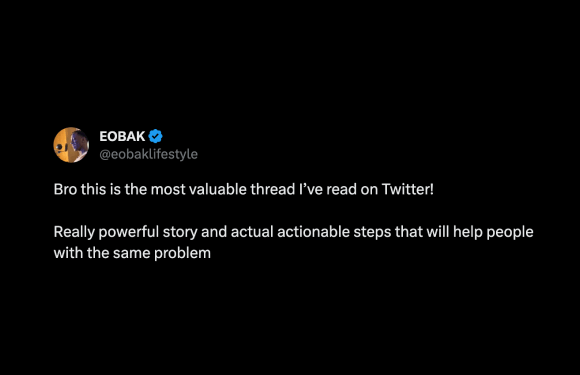 EOBAK
@eobaklifestyle
Bro this is the most valuable thread I’ve read on Twitter!
Really powerful story and actual actionable steps that will help people
with the same problem